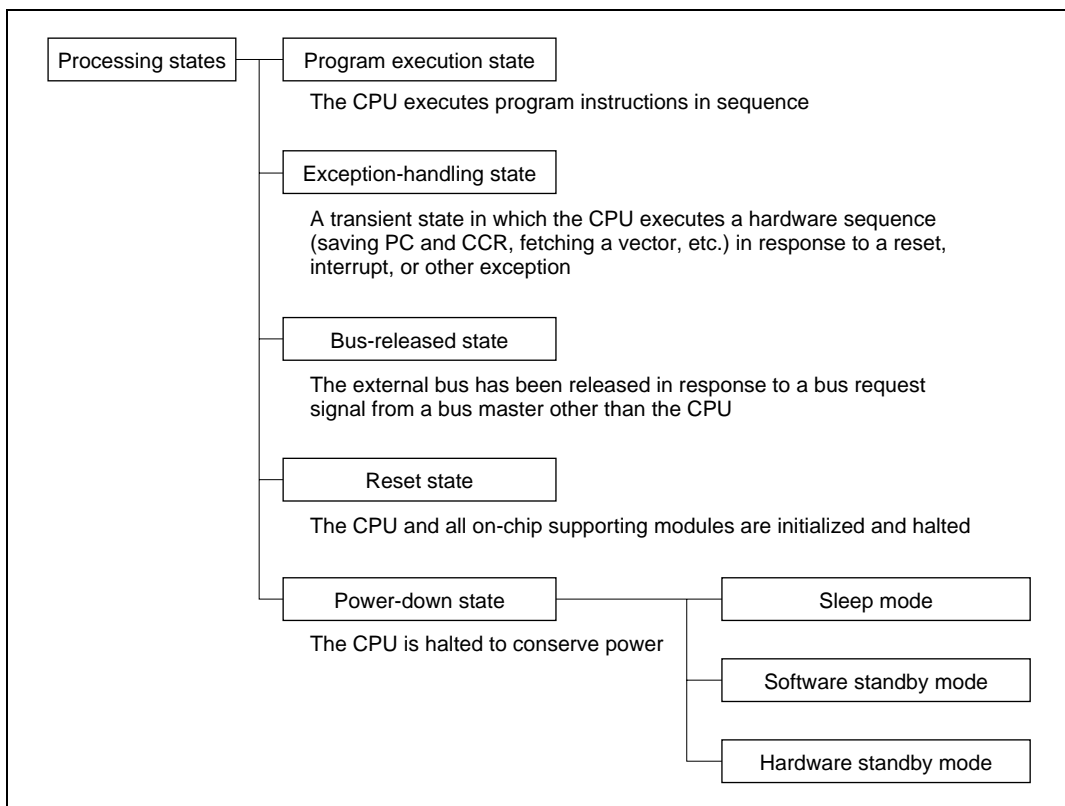 Processing states
Program execution state
The CPU executes program instructions in sequence
Exception-handling state
A transient state in which the CPU executes a hardware sequence
(saving PC and CCR, fetching a vector, etc.) in response to a reset,
interrupt, or other exception
Bus-released state
The external bus has been released in response to a bus request
signal from a bus master other than the CPU
Reset state
The CPU and all on-chip supporting modules are initialized and halted
Power-down state
The CPU is halted to conserve power
Sleep mode
Software standby mode
Hardware standby mode